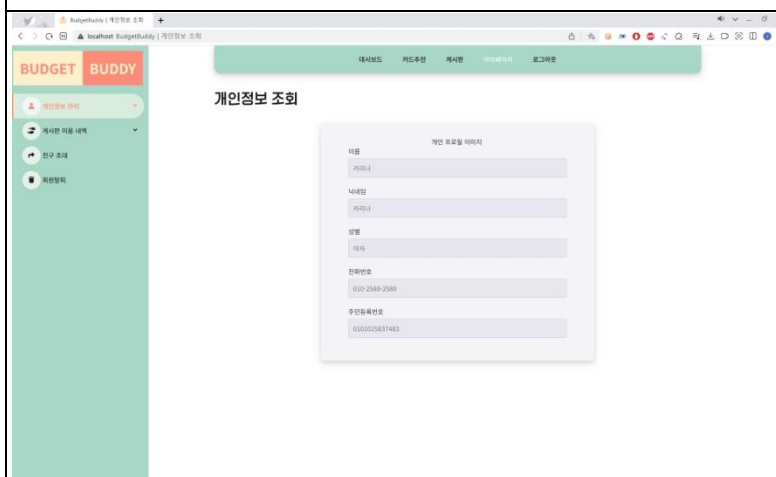 BudgetBuddy | 개인정보 조회
localhost BudgetBuddy | 개인정보 조회
BUDGET BUDDY
대시보드 카드추천 게시판 마이페이지 로그아웃
개인정보 관리
게시판 이용 내역
친구 초대
회원탈퇴
개인정보 조회
개인 프로필 이미지
이름
카리나
닉네임
카리나
성별
여자
전화번호
010-2588-2588
주민등록번호
0101025837483